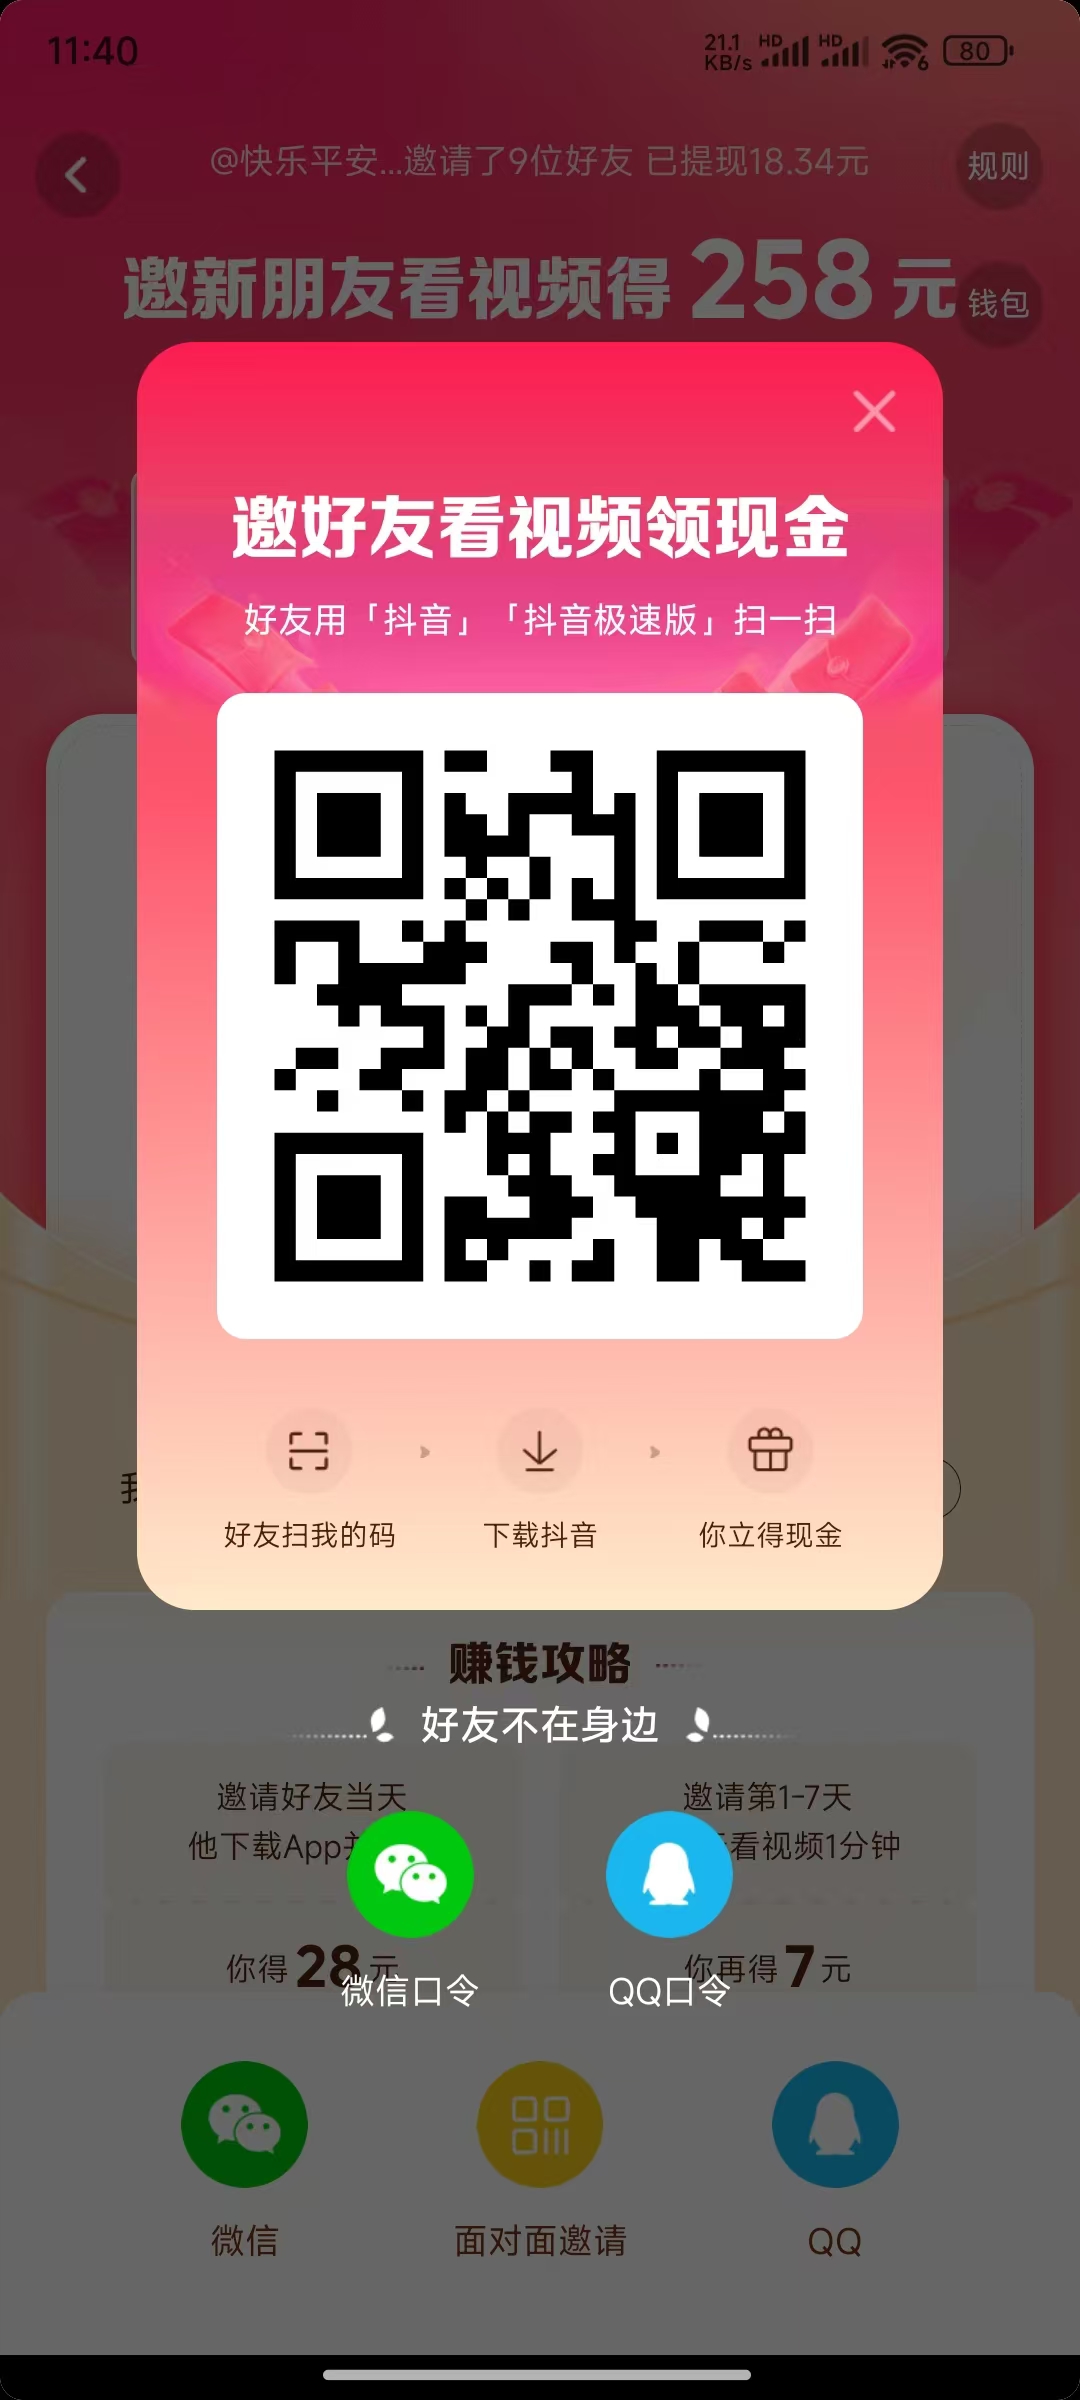 11:40
21.1
KB/s
HD
HD
6
80
@快乐平安...邀请了9位好友 已提现18.34元
规则
邀新朋友看视频得 258 元
钱包
邀好友看视频领现金
好友用「抖音」「抖音极速版」扫一扫
好友扫我的码
下载抖音
你立得现金
赚钱攻略
好友不在身边
邀请好友当天
他下载App
邀请第1-7天
看视频1分钟
你得28元
你再得7元
微信口令
QQ口令
微信
面对面邀请
QQ